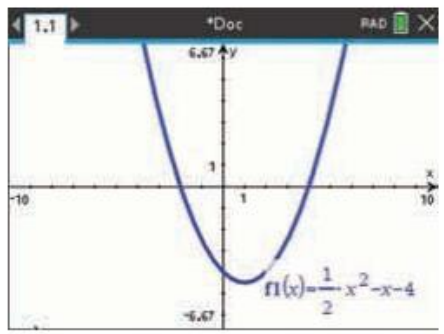 1.1 *Doc RAD
6.67 y
1
x
-10 1 10
f1(x)=1/2·x²-x-4
-6.67